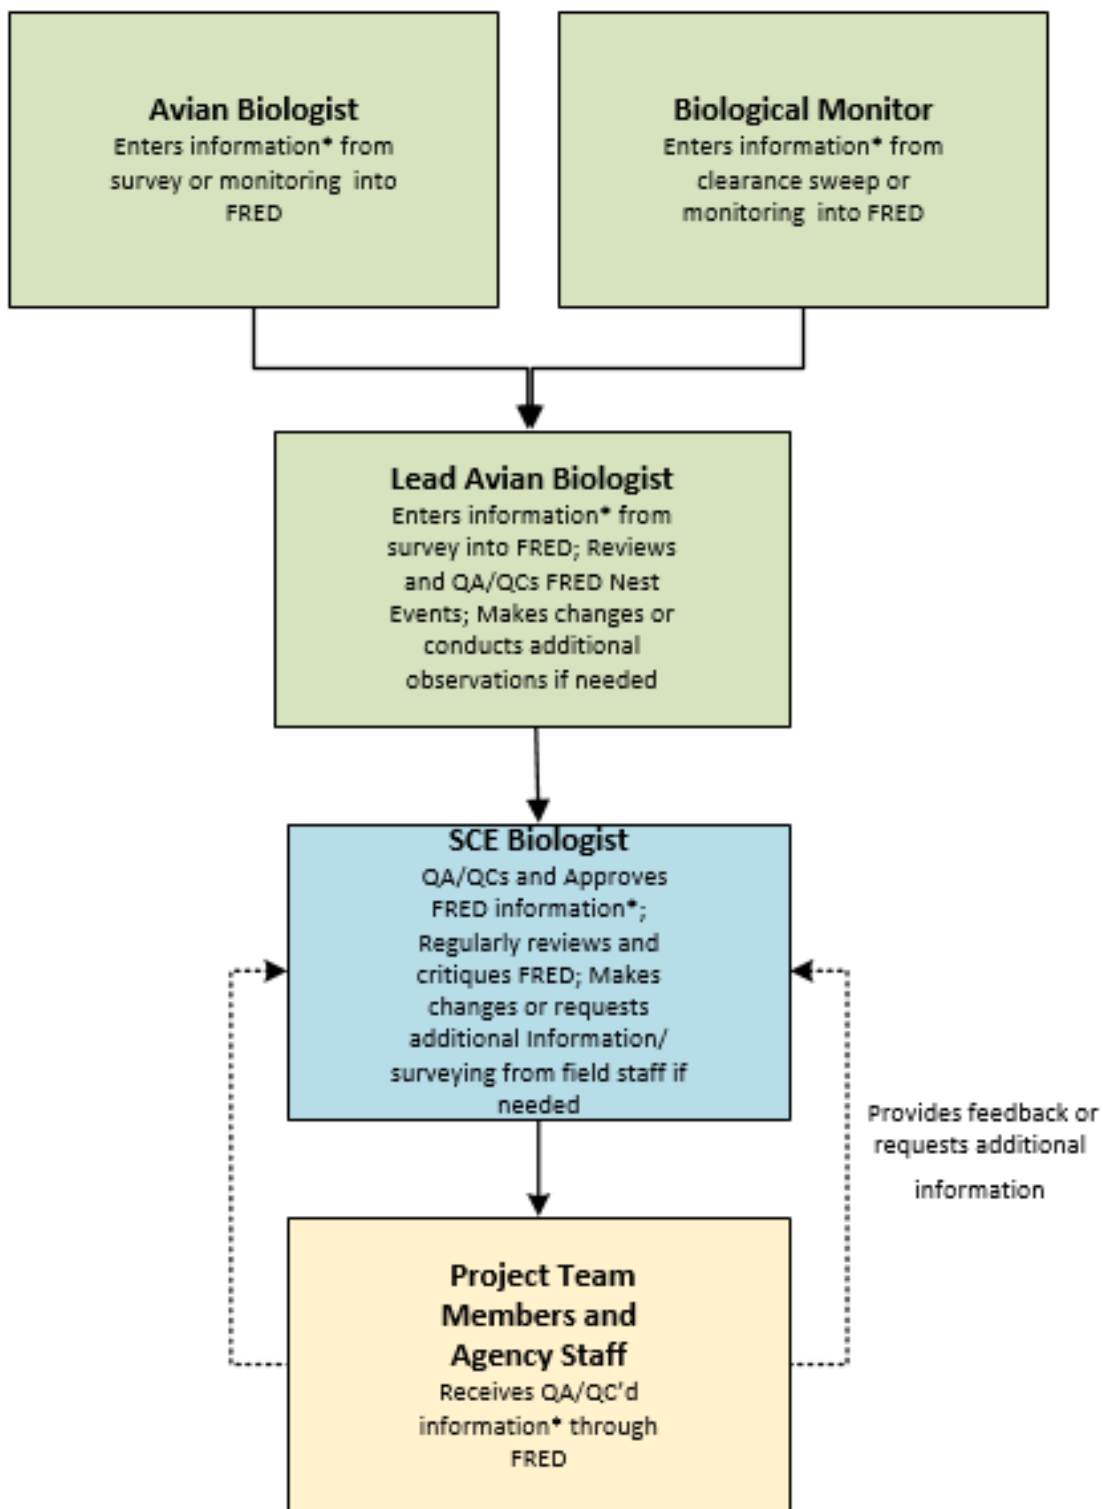 Avian Biologist
Enters information* from
survey or monitoring into
FRED
Biological Monitor
Enters information* from
clearance sweep or
monitoring into FRED
Lead Avian Biologist
Enters information* from
survey into FRED; Reviews
and QA/QCs FRED Nest
Events; Makes changes or
conducts additional
observations if needed
SCE Biologist
QA/QCs and Approves
FRED information*;
Regularly reviews and
critiques FRED; Makes
changes or requests
additional Information/
surveying from field staff if
needed
Provides feedback or
requests additional
information
Project Team
Members and
Agency Staff
Receives QA/QC'd
information* through
FRED